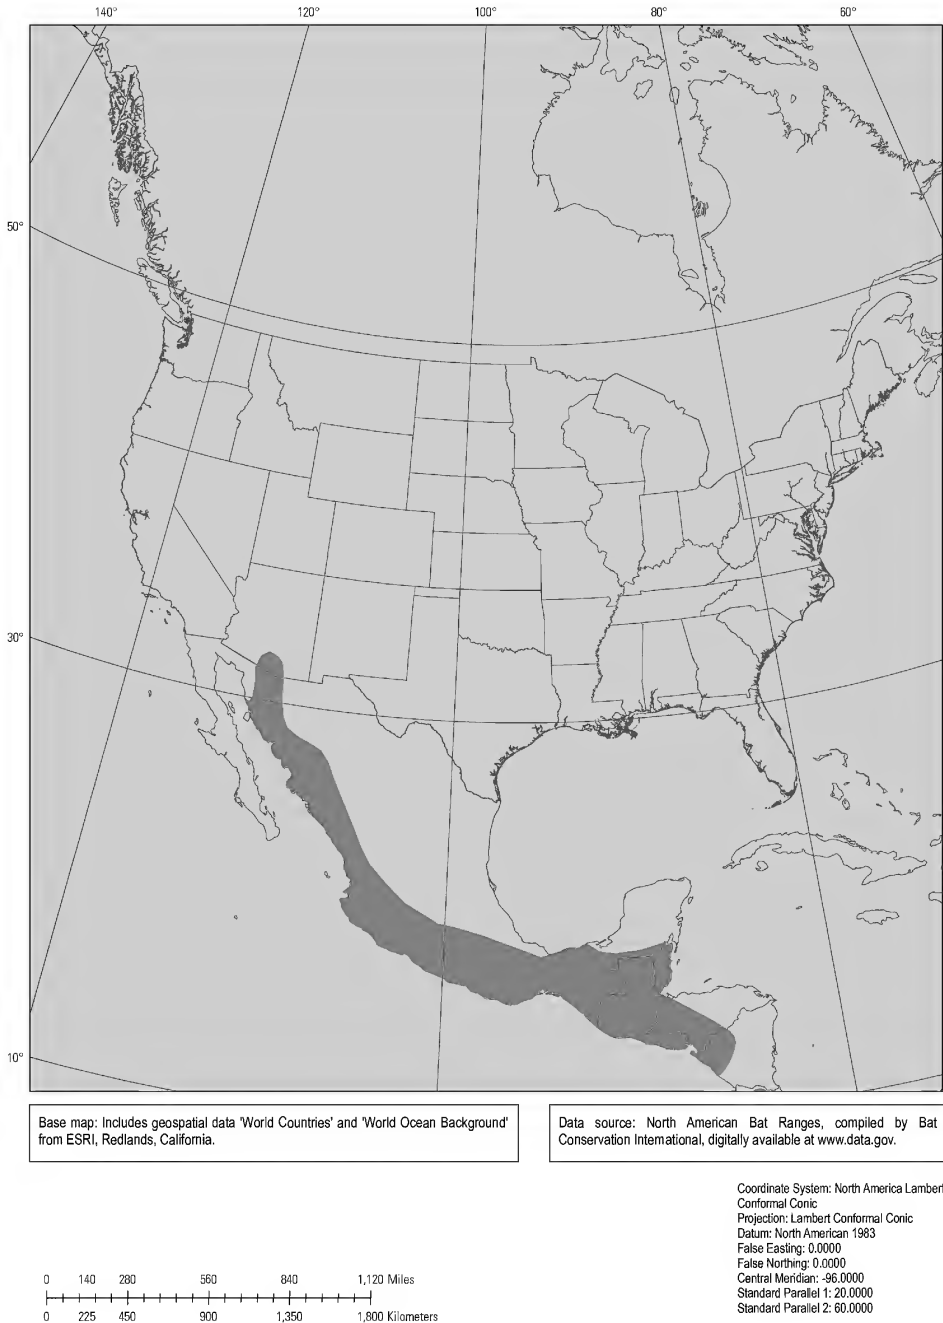 140° 120° 100° 80° 60°
50°
30°
10°
Base map: Includes geospatial data 'World Countries' and 'World Ocean Background'
from ESRI, Redlands, California.
Data source: North American Bat Ranges, compiled by Bat
Conservation International, digitally available at www.data.gov.
Coordinate System: North America Lambert
Conformal Conic
Projection: Lambert Conformal Conic
Datum: North American 1983
False Easting: 0.0000
False Northing: 0.0000
Central Meridian: -96.0000
Standard Parallel 1: 20.0000
Standard Parallel 2: 60.0000
0 140 280 560 840 1,120 Miles
0 225 450 900 1,350 1,800 Kilometers